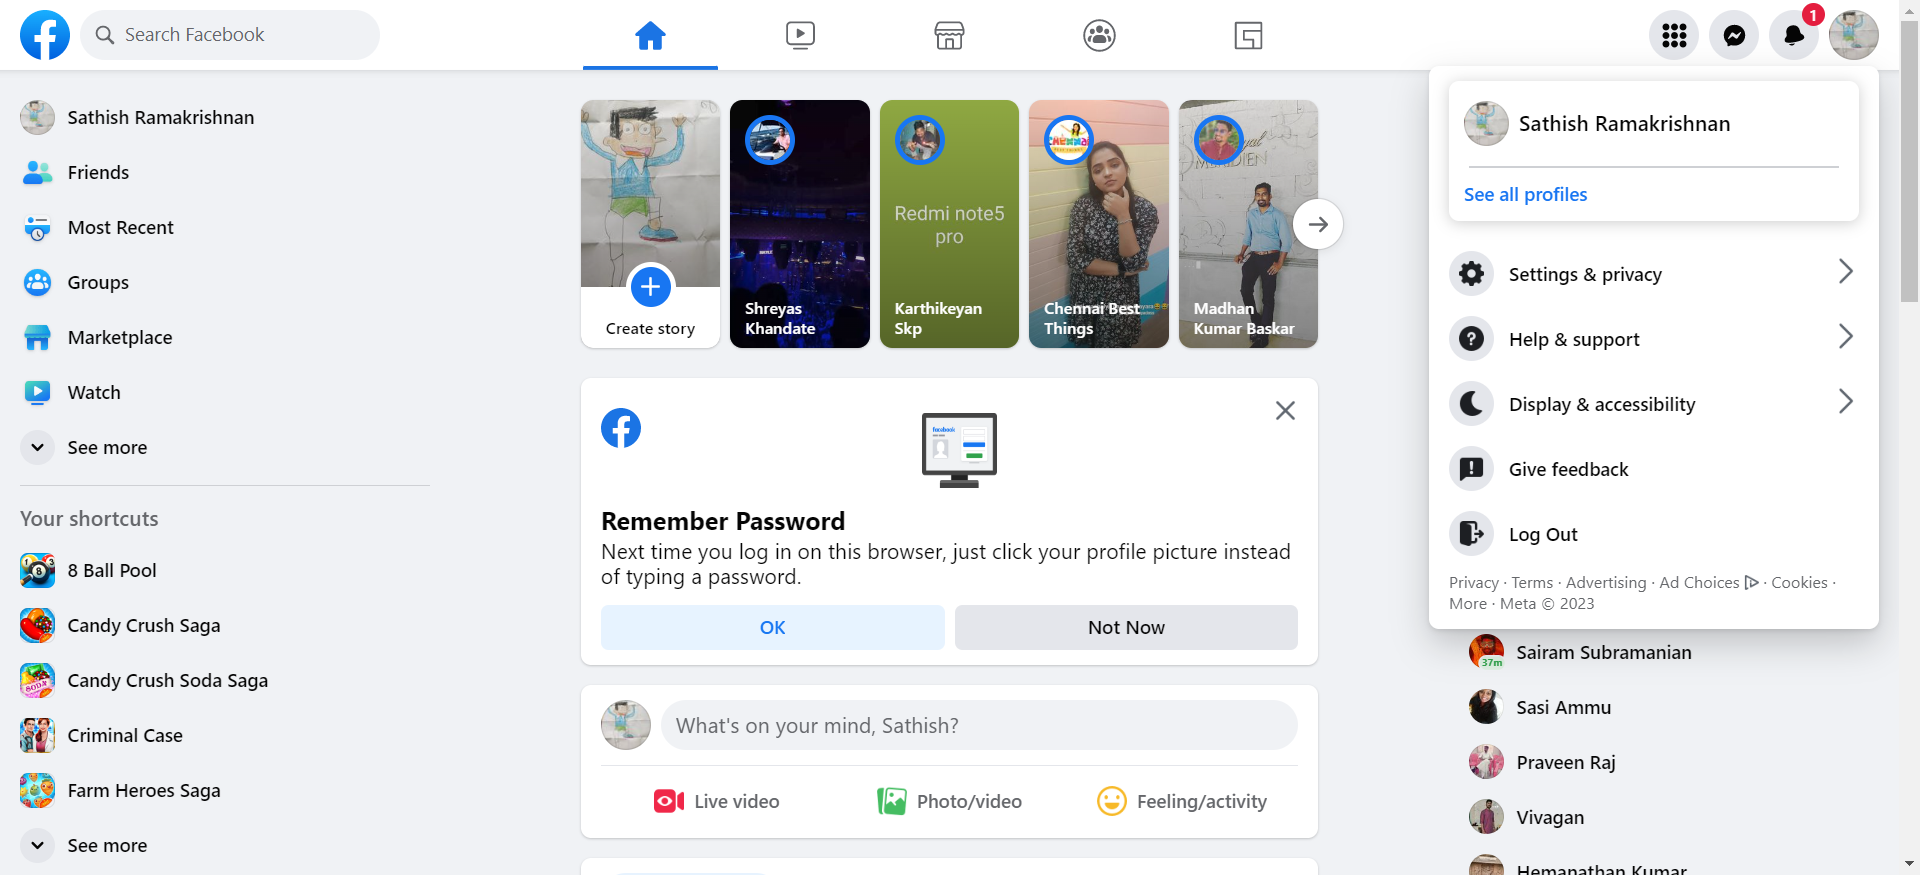 Search Facebook
1
Sathish Ramakrishnan
Friends
Most Recent
Groups
Marketplace
Watch
See more
Your shortcuts
8 Ball Pool
Candy Crush Saga
Candy Crush Soda Saga
Criminal Case
Farm Heroes Saga
See more
Create story
Shreyas
Khandate
Redmi note5
pro
Karthikeyan
Skp
CHENNAI
Chennai Best
Things
Madhan
Kumar Baskar
facebook
Remember Password
Next time you log in on this browser, just click your profile picture instead
of typing a password.
OK
Not Now
What's on your mind, Sathish?
Live video
Photo/video
Feeling/activity
Sathish Ramakrishnan
See all profiles
Settings & privacy
Help & support
Display & accessibility
Give feedback
Log Out
Privacy · Terms · Advertising · Ad Choices · Cookies ·
More · Meta © 2023
37m
Sairam Subramanian
Sasi Ammu
Praveen Raj
Vivagan
Hemanathan Kumar